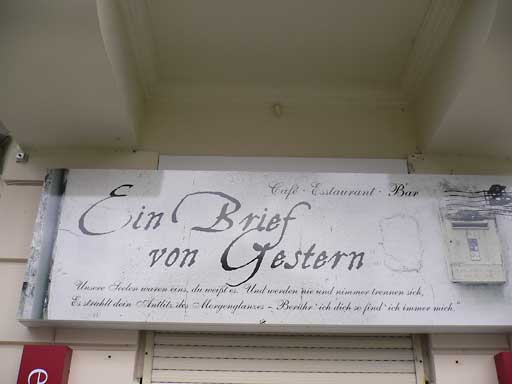 Café · Esstaurant · Bar
Ein Brief
von Gestern
Unsere Seelen waren eins, du weißt es. Und werden nie und nimmer trennen sich,
Es strahlt dein Antlitz des Morgenglanzes – Berühr' ich dich so find' ich immer mich."
e